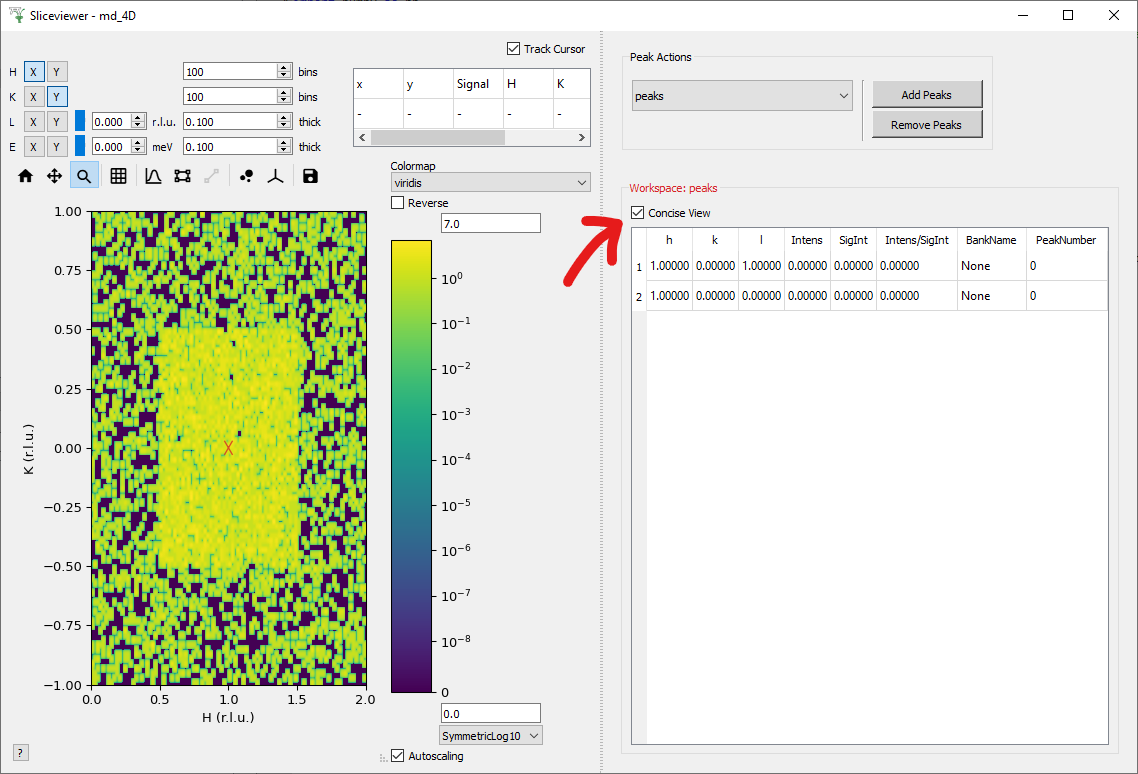 Sliceviewer - md_4D
Track Cursor
H X Y 100 bins
K X Y 100 bins
L X Y 0.000 r.l.u. 0.100 thick
E X Y 0.000 meV 0.100 thick
x y Signal H K
- - - - -
Colormap
viridis
Reverse
7.0
1.00
0.75
0.50
0.25
0.00
−0.25
−0.50
−0.75
−1.00
K (r.l.u.)
0.0 0.5 1.0 1.5 2.0
H (r.l.u.)
10⁰
10⁻¹
10⁻²
10⁻³
10⁻⁴
10⁻⁵
10⁻⁶
10⁻⁷
10⁻⁸
0
0.0
SymmetricLog10
Autoscaling
?
Peak Actions
peaks
Add Peaks
Remove Peaks
Workspace: peaks
Concise View
h k l Intens SigInt Intens/SigInt BankName PeakNumber
1 1.00000 0.00000 1.00000 0.00000 0.00000 0.00000 None 0
2 1.00000 0.00000 0.00000 0.00000 0.00000 0.00000 None 0